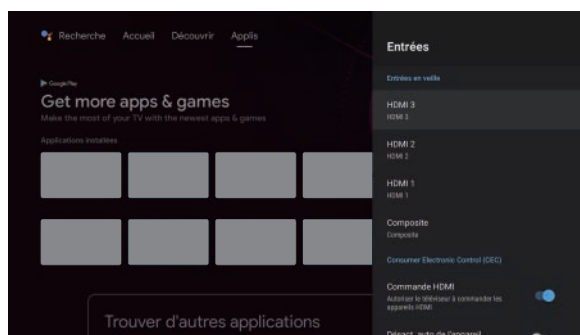 Recherche Accueil Découvrir Applis
Google Play
Get more apps & games
Make the most of your TV with the newest apps & games
Applications installées
Trouver d'autres applications
Entrées
Entrées en veille
HDMI 3
HDMI 3
HDMI 2
HDMI 2
HDMI 1
HDMI 1
Composite
Composite
Consumer Electronic Control (CEC)
Commande HDMI
Autoriser le téléviseur à commander les
appareils HDMI
Désact. auto de l'appareil